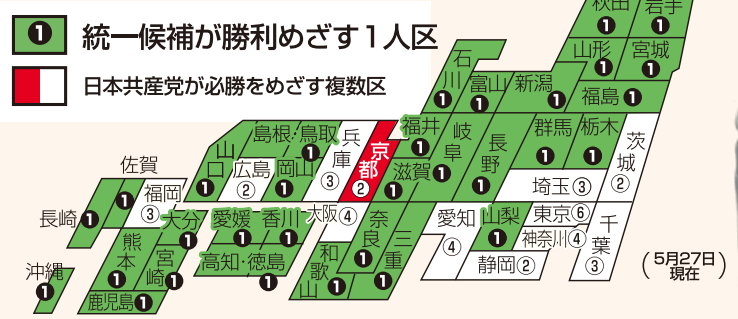 ❶ 統一候補が勝利めざす1人区
日本共産党が必勝をめざす複数区
秋田 ❶
岩手 ❶
山形 ❶
宮城 ❶
石川 ❶
富山 ❶
新潟 ❶
福島 ❶
島根・鳥取 ❶
兵庫 ③
京都 ②
福井 ❶
岐阜 ❶
長野 ❶
群馬 ❶
栃木 ❶
茨城 ②
山口 ❶
広島 ②
岡山 ❶
滋賀 ❶
埼玉 ③
佐賀 ❶
福岡 ③
長崎 ❶
大分 ❶
愛媛 ❶
香川 ❶
大阪 ④
奈良 ❶
三重 ❶
愛知 ④
山梨 ❶
東京 ⑥
神奈川 ④
千葉 ③
熊本 ❶
宮崎 ❶
高知・徳島 ❶
和歌山 ❶
静岡 ②
沖縄 ❶
鹿児島 ❶
(5月27日
現在)